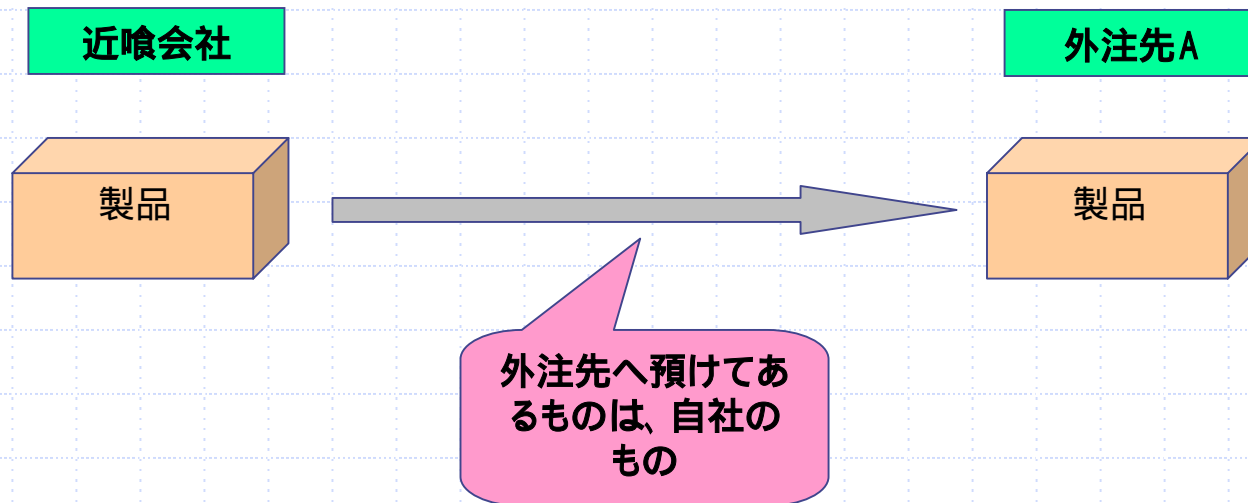 近喰会社
外注先A
製品
製品
外注先へ預けてあ
るものは、自社の
もの